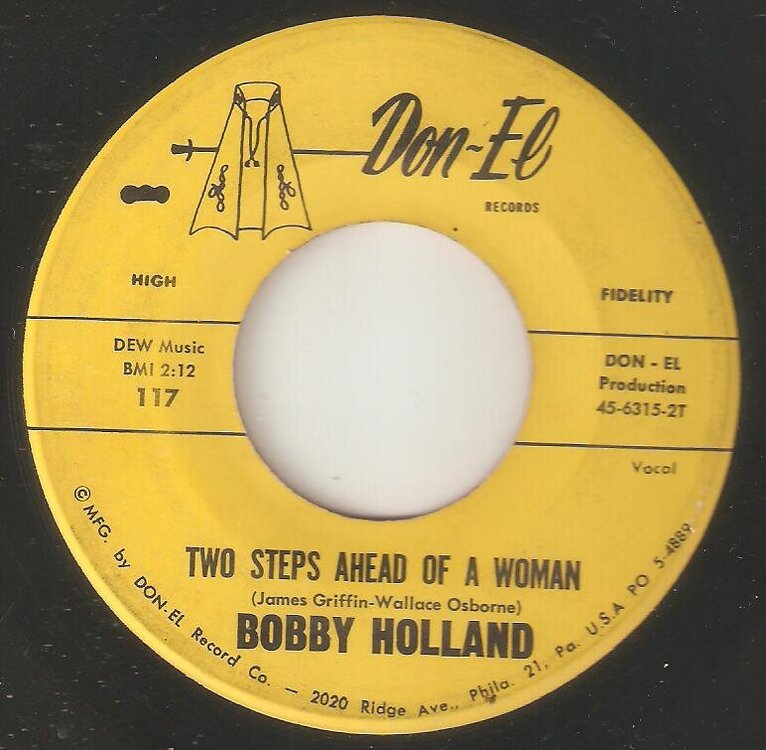 Don-El
RECORDS
HIGH
FIDELITY
DEW Music
BMI 2:12
117
DON - EL
Production
45-6315-2T
Vocal
TWO STEPS AHEAD OF A WOMAN
(James Griffin-Wallace Osborne)
BOBBY HOLLAND
© MFG. by DON-EL Record Co. — 2020 Ridge Ave., Phila. 21, Pa. U.S.A PO 5-4889